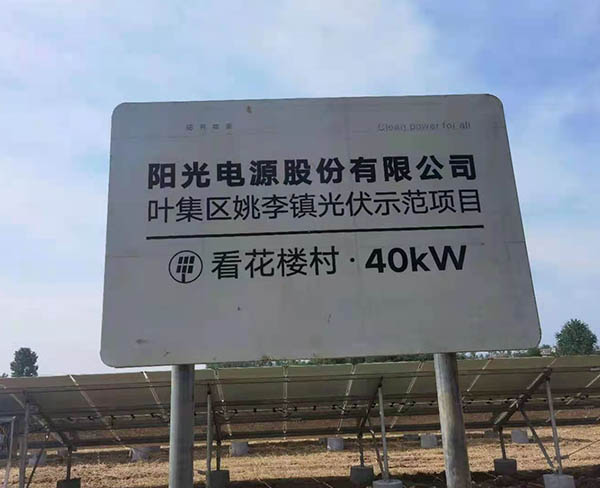 Clean power for all
阳光电源股份有限公司
叶集区姚李镇光伏示范项目
看花楼村·40kW